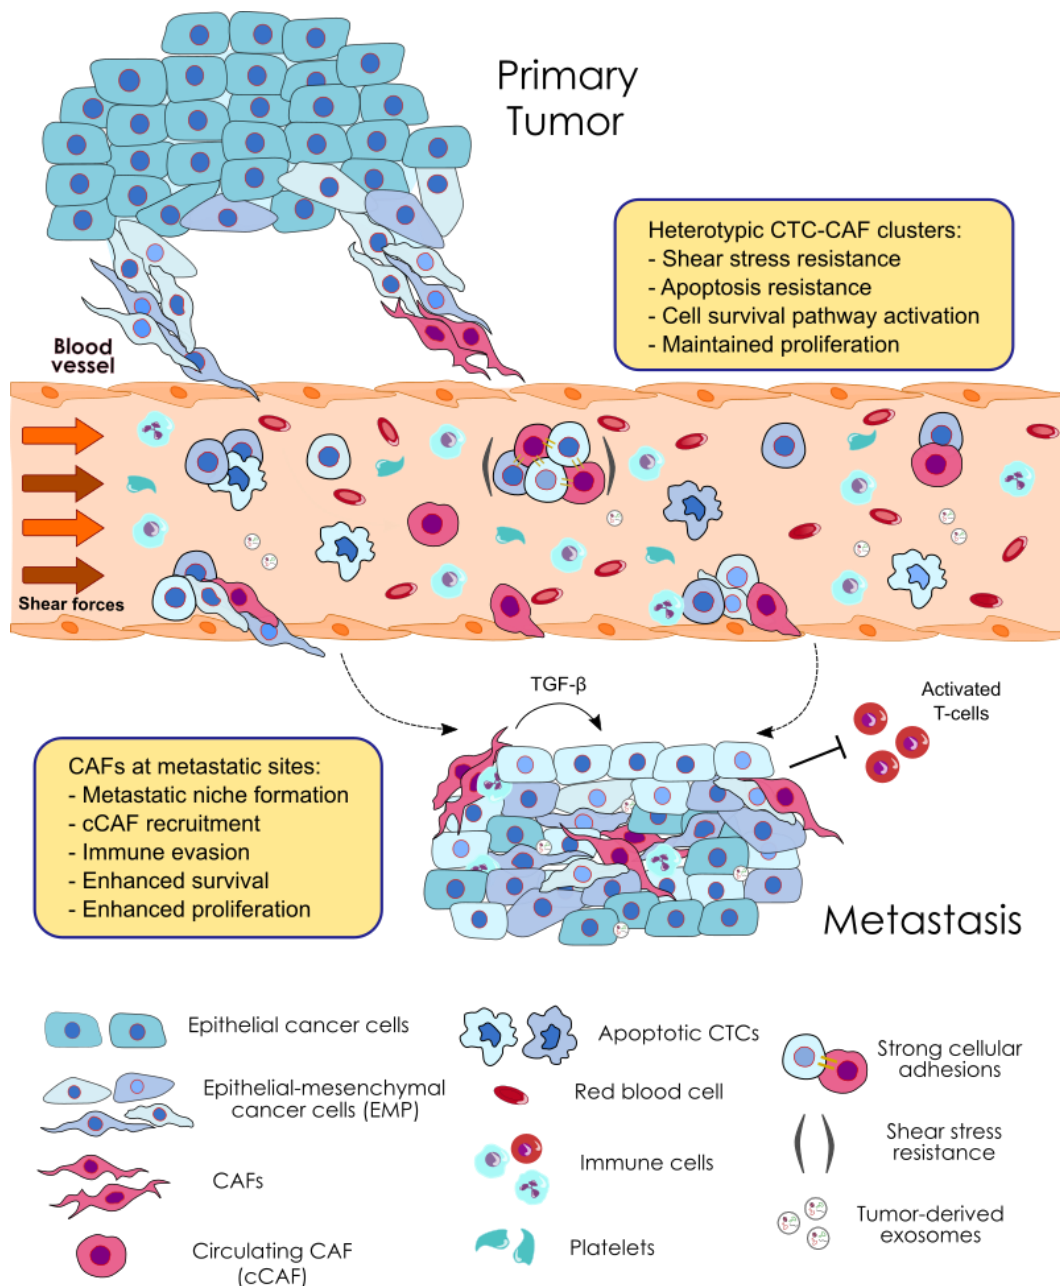 Primary
Tumor
Heterotypic CTC-CAF clusters:
- Shear stress resistance
- Apoptosis resistance
- Cell survival pathway activation
- Maintained proliferation
Blood
vessel
Shear forces
TGF-β
Activated
T-cells
CAFs at metastatic sites:
- Metastatic niche formation
- cCAF recruitment
- Immune evasion
- Enhanced survival
- Enhanced proliferation
Metastasis
Epithelial cancer cells
Epithelial-mesenchymal
cancer cells (EMP)
CAFs
Circulating CAF
(cCAF)
Apoptotic CTCs
Red blood cell
Immune cells
Platelets
Strong cellular
adhesions
Shear stress
resistance
Tumor-derived
exosomes